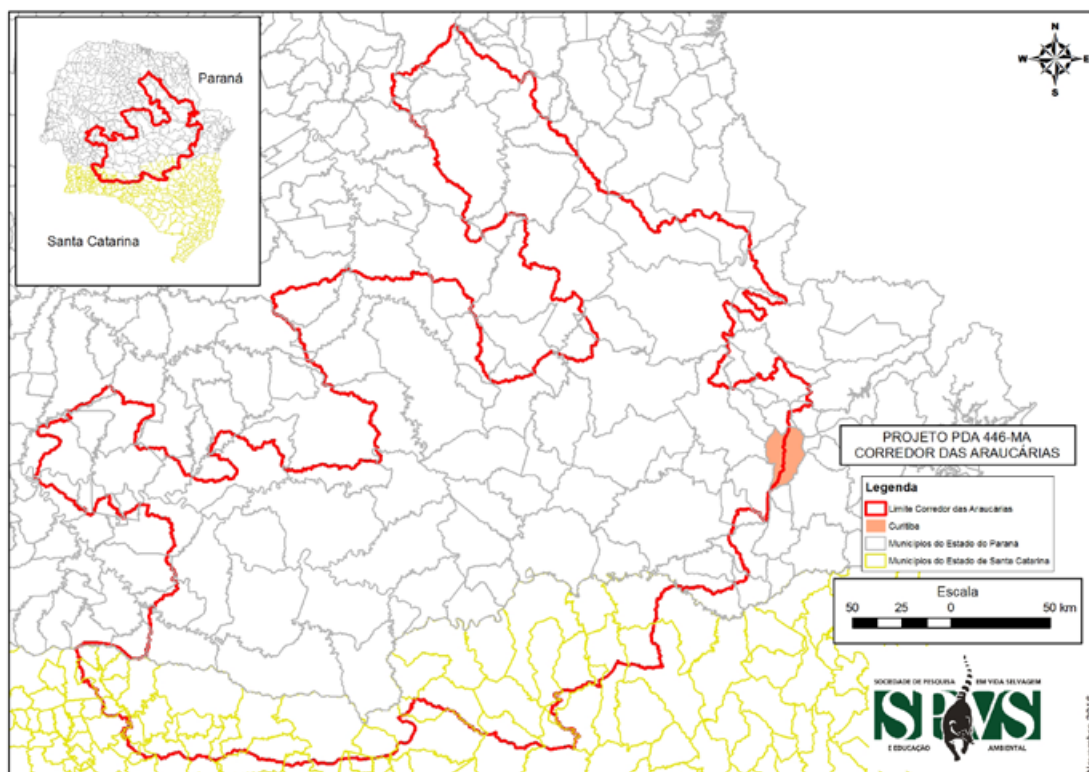 Paraná
Santa Catarina
N
W E
S
PROJETO PDA 446-MA
CORREDOR DAS ARAUCÁRIAS
Legenda
Limite Corredor das Araucárias
Curitiba
Municípios do Estado do Paraná
Municípios do Estado de Santa Catarina
Escala
50 25 0 50 km
SOCIEDADE DE PESQUISA EM VIDA SELVAGEM
SPVS
E EDUCAÇÃO AMBIENTAL